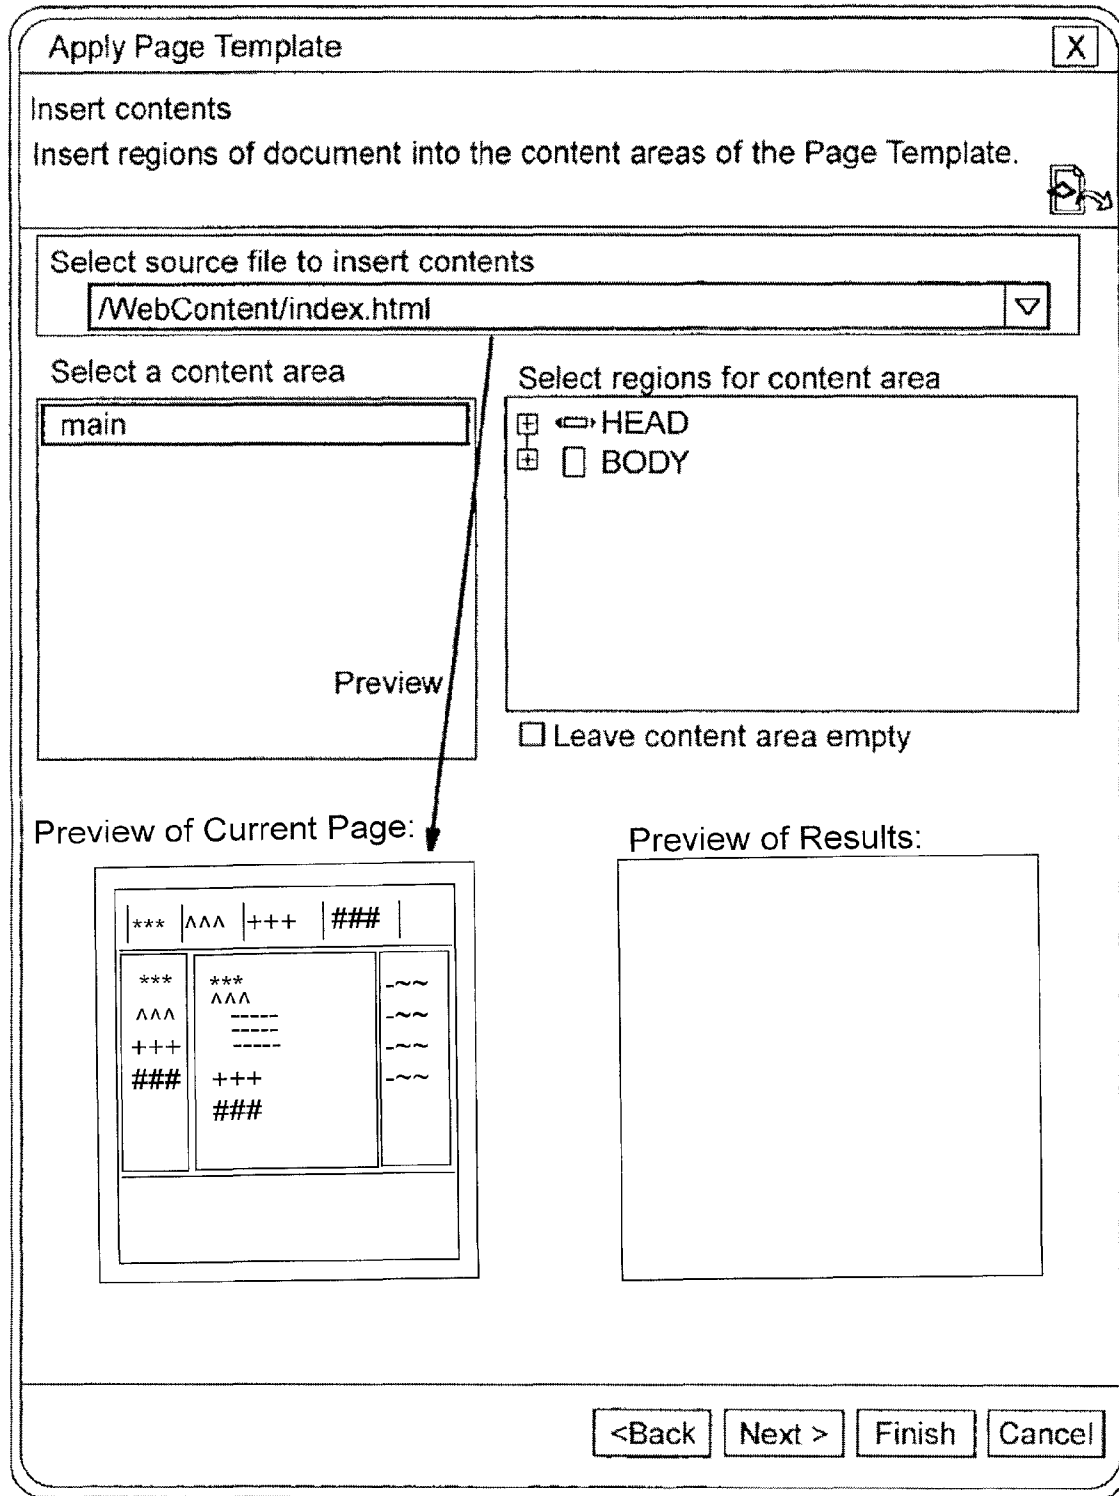 Apply Page Template X
Insert contents
Insert regions of document into the content areas of the Page Template.
Select source file to insert contents
/WebContent/index.html
Select a content area
main
Select regions for content area
HEAD
BODY
Preview
Leave content area empty
Preview of Current Page:
*** ^^^ +++ ###
***
^^^
+++
###
***
^^^
-----
-----
-----
+++
###
-~~
-~~
-~~
-~~
Preview of Results:
<Back Next > Finish Cancel